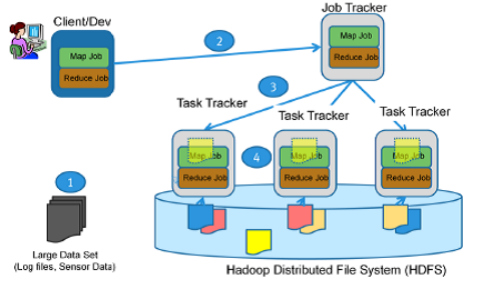 Client/Dev
Map Job
Reduce Job
2
Job Tracker
Map Job
Reduce Job
3
Task Tracker
Task Tracker
Task Tracker
Map Job
Reduce Job
4
Map Job
Reduce Job
Map Job
Reduce Job
1
Large Data Set
(Log files, Sensor Data)
Hadoop Distributed File System (HDFS)